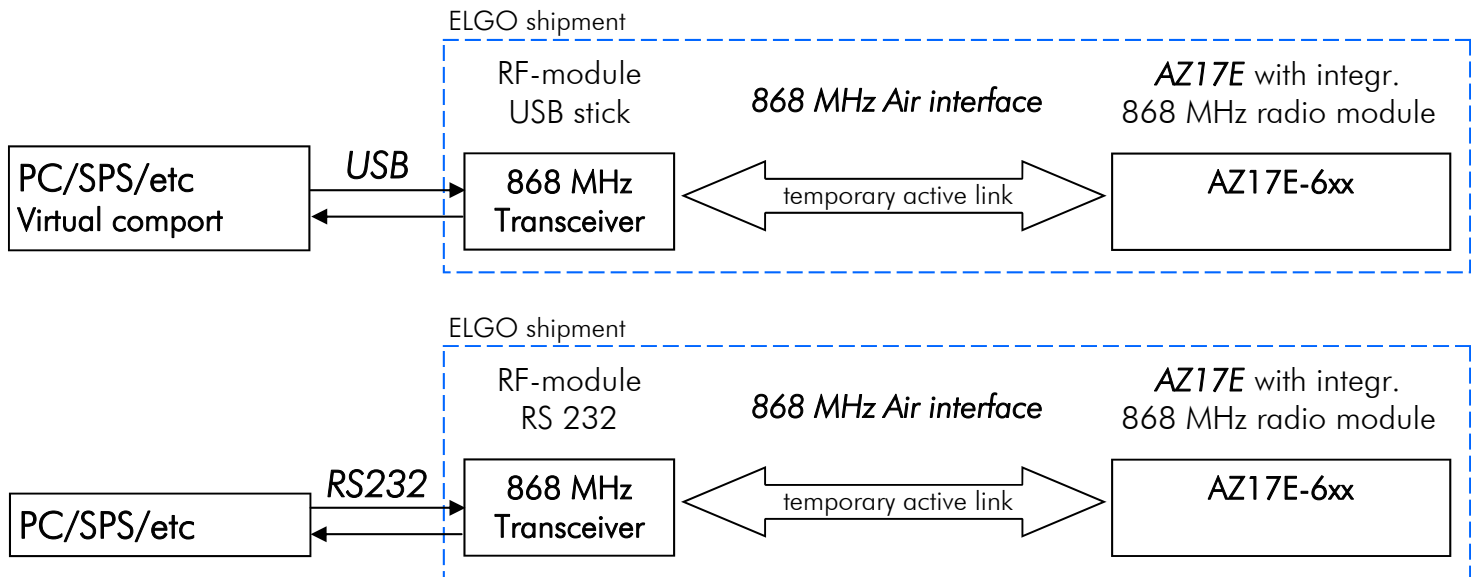 ELGO shipment
RF-module
USB stick
868 MHz Air interface
AZ17E with integr.
868 MHz radio module
PC/SPS/etc
Virtual comport
USB
868 MHz
Transceiver
temporary active link
AZ17E-6xx
ELGO shipment
RF-module
RS 232
868 MHz Air interface
AZ17E with integr.
868 MHz radio module
PC/SPS/etc
RS232
868 MHz
Transceiver
temporary active link
AZ17E-6xx